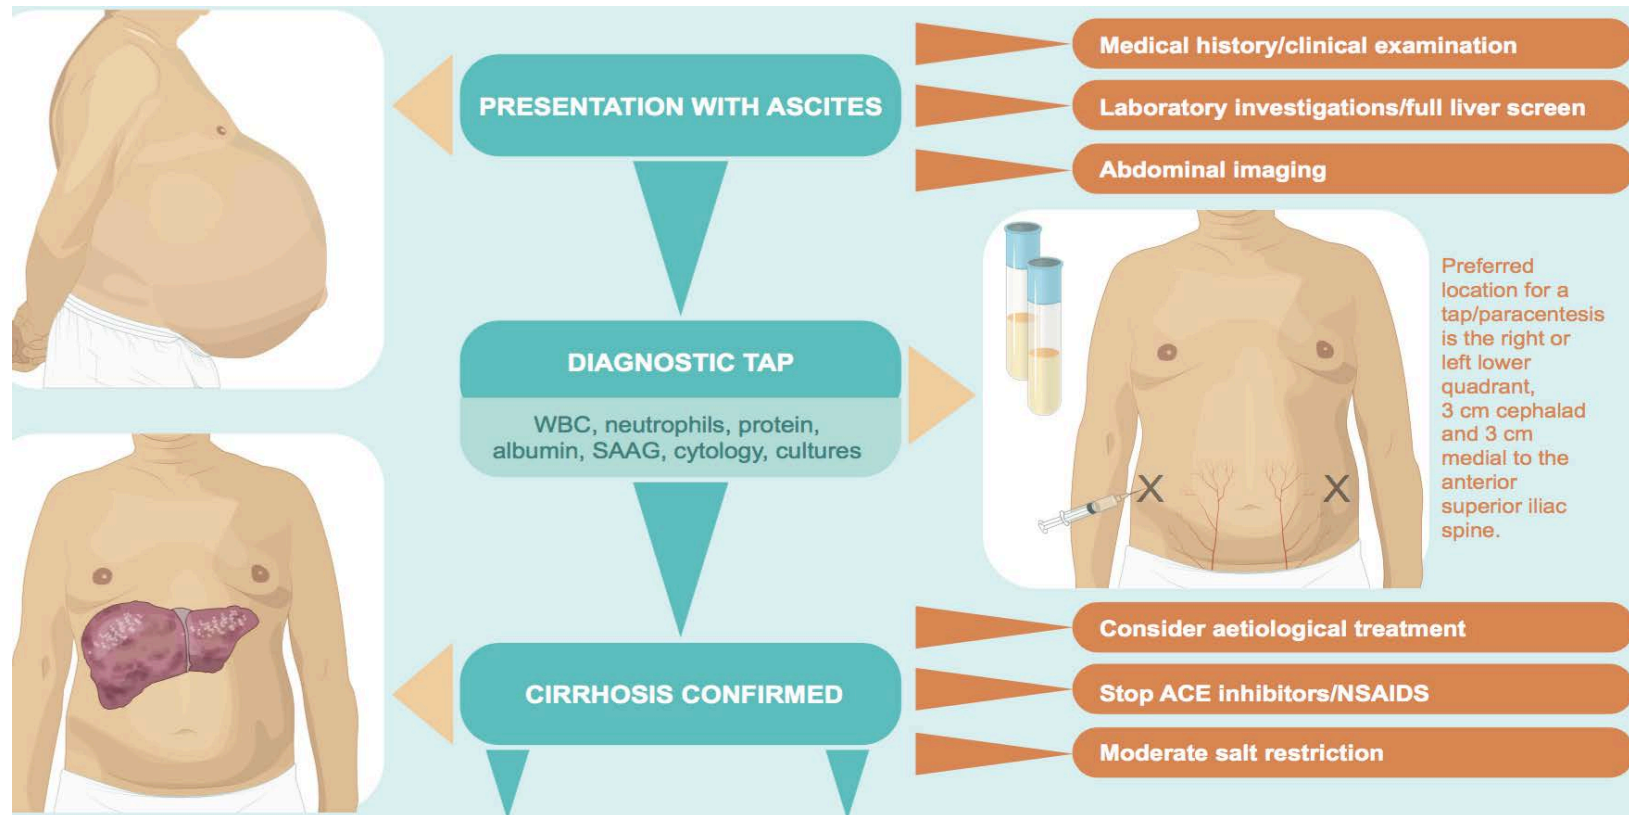 PRESENTATION WITH ASCITES
Medical history/clinical examination
Laboratory investigations/full liver screen
Abdominal imaging
DIAGNOSTIC TAP
WBC, neutrophils, protein,
albumin, SAAG, cytology, cultures
Preferred
location for a
tap/paracentesis
is the right or
left lower
quadrant,
3 cm cephalad
and 3 cm
medial to the
anterior
superior iliac
spine.
X
X
CIRRHOSIS CONFIRMED
Consider aetiological treatment
Stop ACE inhibitors/NSAIDS
Moderate salt restriction